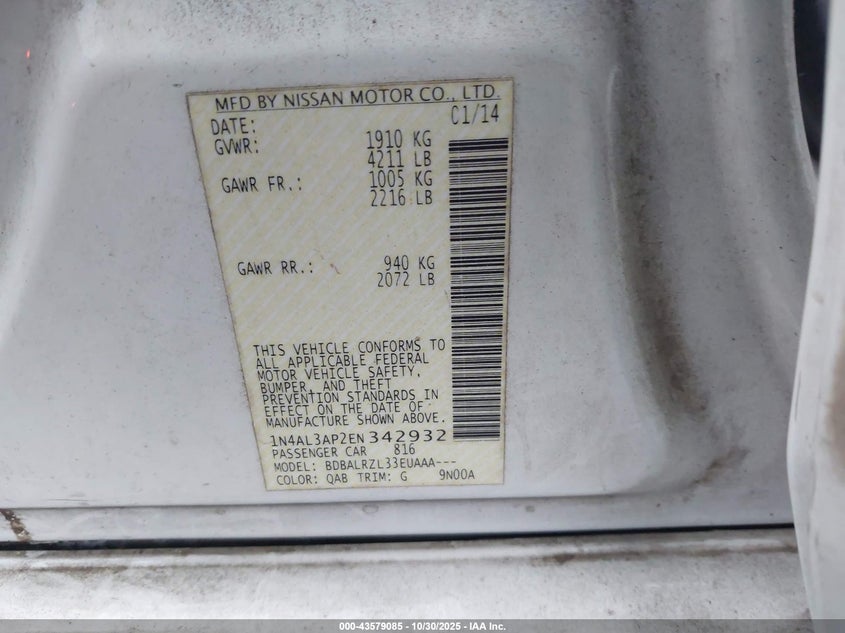 MFD BY NISSAN MOTOR CO., LTD.
DATE: C1/14
GVWR: 1910 KG
4211 LB
GAWR FR.: 1005 KG
2216 LB
GAWR RR.: 940 KG
2072 LB
THIS VEHICLE CONFORMS TO
ALL APPLICABLE FEDERAL
MOTOR VEHICLE SAFETY,
BUMPER, AND THEFT
PREVENTION STANDARDS IN
EFFECT ON THE DATE OF
MANUFACTURE SHOWN ABOVE.
1N4AL3AP2EN342932
PASSENGER CAR 816
MODEL: BDBALRZL33EUAAA---
COLOR: QAB TRIM: G 9N00A
000-43579085 - 10/30/2025 - IAA Inc.